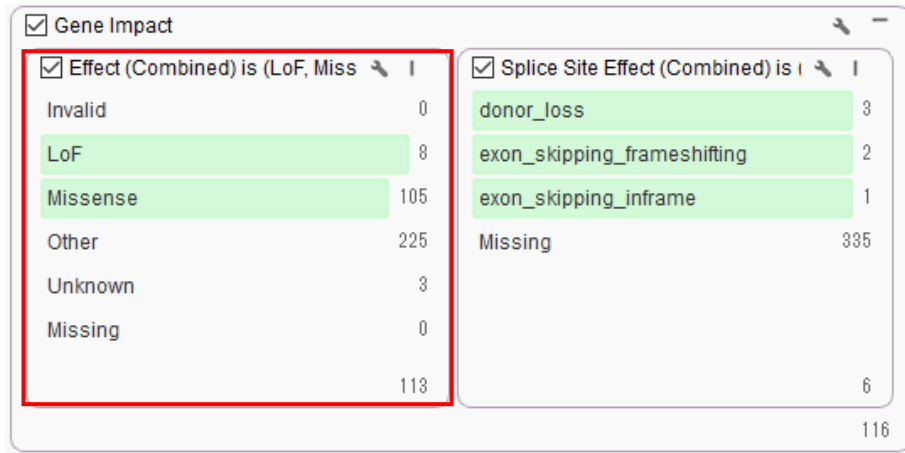 Gene Impact
Effect (Combined) is (LoF, Miss
Invalid 0
LoF 8
Missense 105
Other 225
Unknown 3
Missing 0
113
Splice Site Effect (Combined) is (
donor_loss 3
exon_skipping_frameshifting 2
exon_skipping_inframe 1
Missing 335
6
116